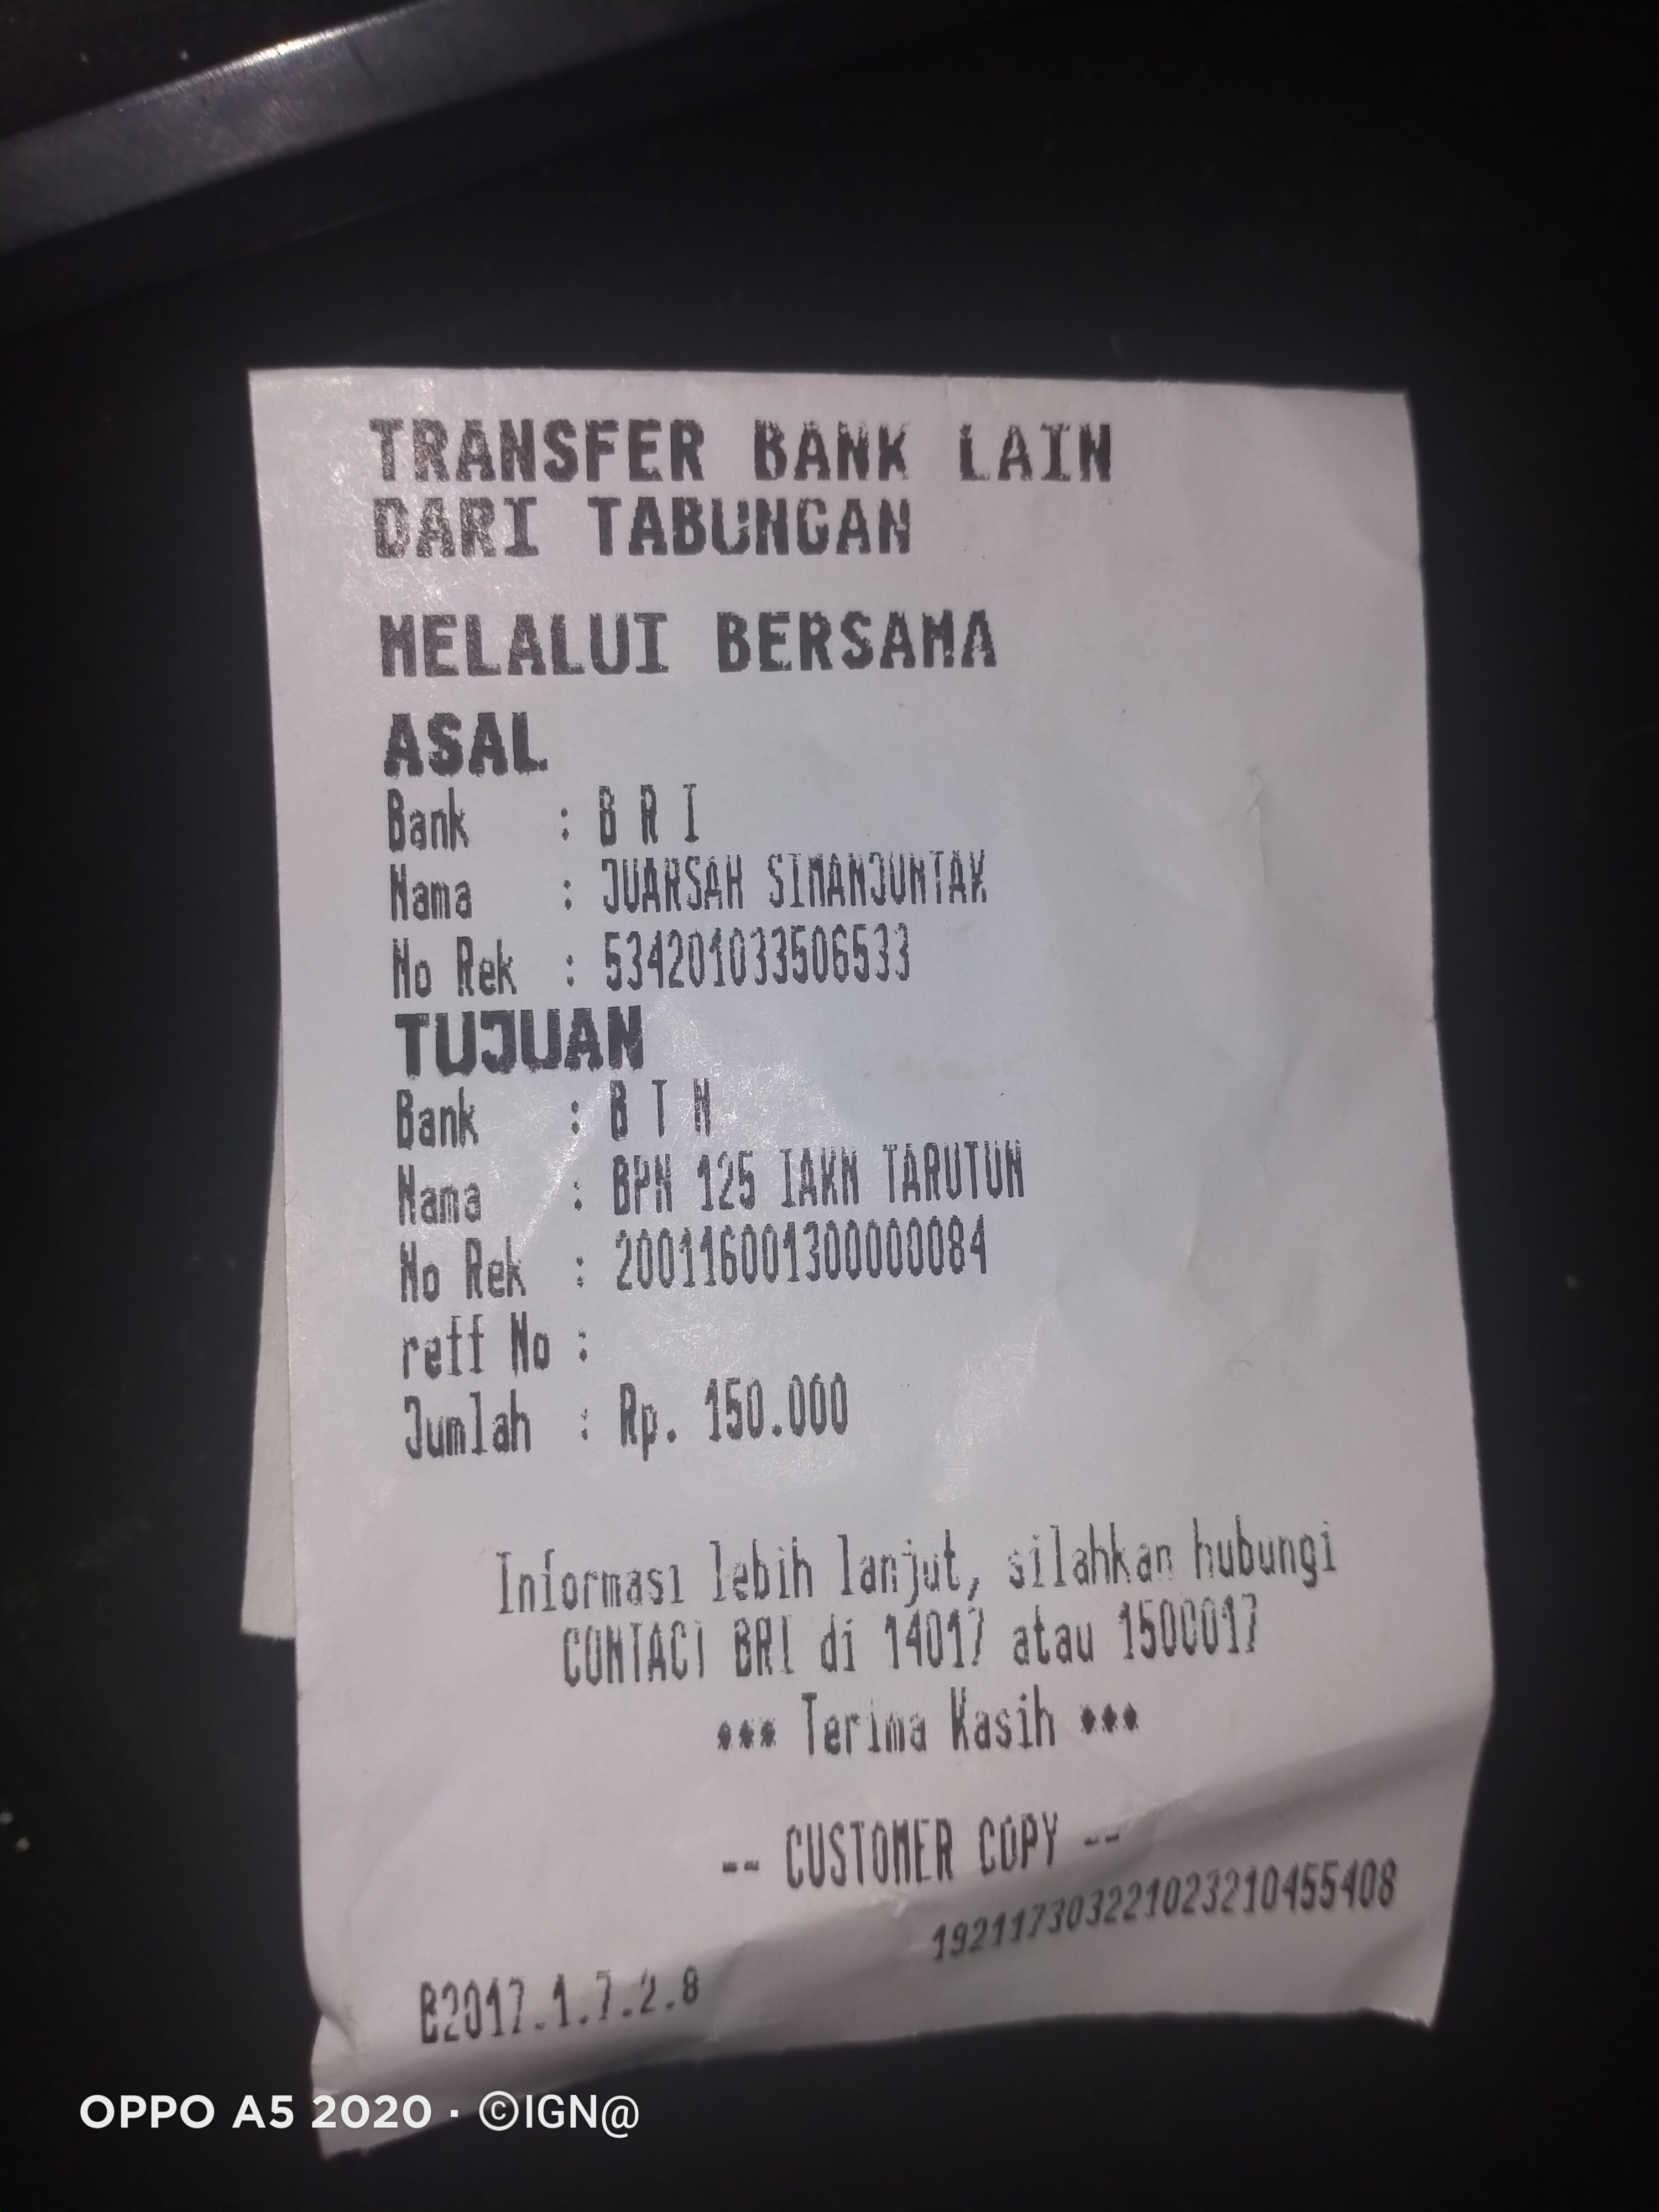 TRANSFER BANK LAIN
DARI TABUNGAN
MELALUI BERSAMA
ASAL
Bank : B R I
Nama : JUARSAH SIMANJUNTAK
No Rek : 534201033506533
TUJUAN
Bank : B T N
Nama : BPN 125 IAKN TARUTUN
No Rek : 200116001300000084
reff No :
Jumlah : Rp. 150.000
Informasi lebih lanjut, silahkan hubungi
CONTACT BRI di 14017 atau 1500017
*** Terima Kasih ***
-- CUSTOMER COPY --
192117303221023210455408
B2017.1.7.2.8
OPPO A5 2020 · ©IGN@